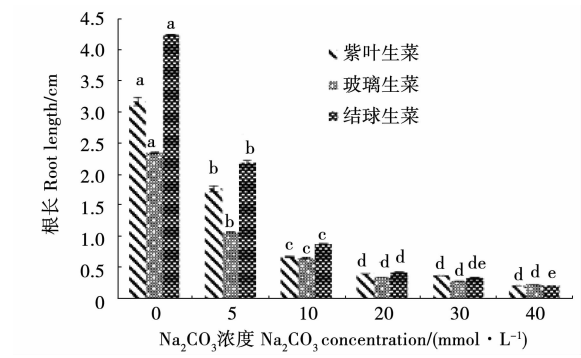 根长 Root length/cm
4.5
4.0
3.5
3.0
2.5
2.0
1.5
1.0
0.5
0
紫叶生菜
玻璃生菜
结球生菜
a a a
b b b
c c c
d d d
d d de
d d e
0 5 10 20 30 40
Na₂CO₃浓度 Na₂CO₃ concentration/(mmol·L⁻¹)